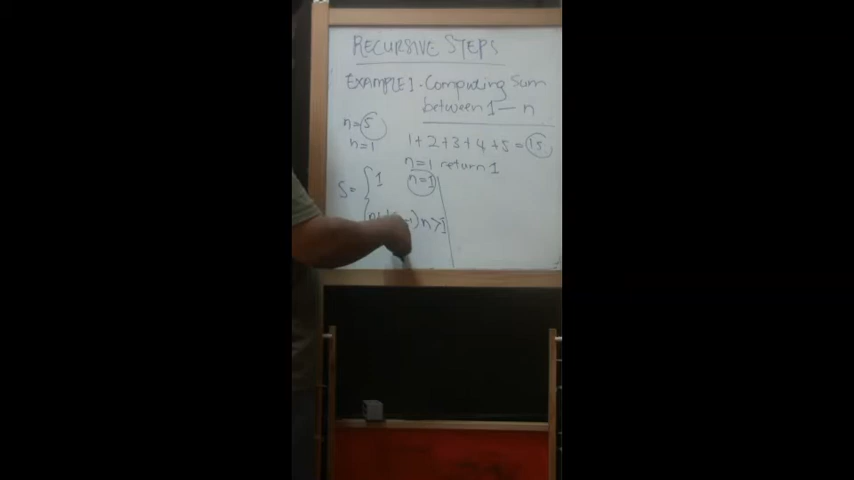 RECURSIVE STEPS
EXAMPLE 1 - Computing Sum
between 1 — n
n=5
1+2+3+4+5=15
n=1
n=1 return 1
S= { 1 n=1
n>1